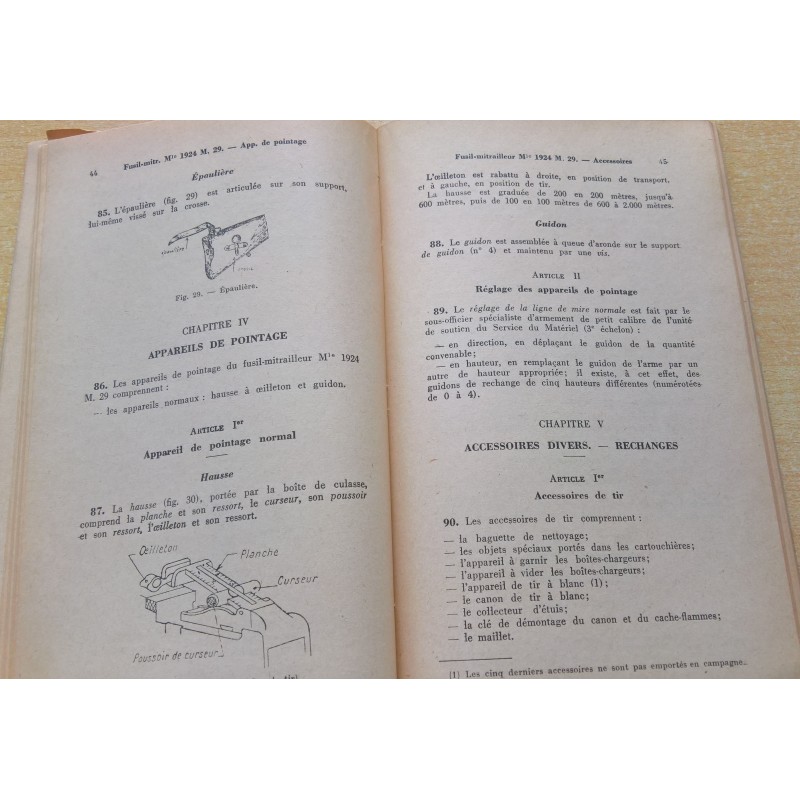 44 Fusil-mitr. Mle 1924 M. 29. — App. de pointage
Épaulière
85. L'épaulière (fig. 29) est articulée sur son support,
lui-même vissé sur la crosse.
Fig. 29. — Épaulière.
CHAPITRE IV
APPAREILS DE POINTAGE
86. Les appareils de pointage du fusil-mitrailleur Mle 1924
M. 29 comprennent :
— les appareils normaux : hausse à œilleton et guidon.
ARTICLE Ier
Appareil de pointage normal
Hausse
87. La hausse (fig. 30), portée par la boîte de culasse,
comprend la planche et son ressort, le curseur, son poussoir
et son ressort, l'œilleton et son ressort.
Œilleton
Planche
Curseur
Poussoir de curseur
Fusil-mitrailleur Mle 1924 M. 29. — Accessoires 45
L'œilleton est rabattu à droite, en position de transport,
et à gauche, en position de tir.
La hausse est graduée de 200 en 200 mètres, jusqu'à
600 mètres, puis de 100 en 100 mètres de 600 à 2.000 mètres.
Guidon
88. Le guidon est assemblée à queue d'aronde sur le support
de guidon (n° 4) et maintenu par une vis.
ARTICLE II
Réglage des appareils de pointage
89. Le réglage de la ligne de mire normale est fait par le
sous-officier spécialiste d'armement de petit calibre de l'unité
de soutien du Service du Matériel (3e échelon) :
— en direction, en déplaçant le guidon de la quantité
convenable;
— en hauteur, en remplaçant le guidon de l'arme par un
autre de hauteur appropriée; il existe, à cet effet, des
guidons de rechange de cinq hauteurs différentes (numérotées
de 0 à 4).
CHAPITRE V
ACCESSOIRES DIVERS. — RECHANGES
ARTICLE Ier
Accessoires de tir
90. Les accessoires de tir comprennent :
— la baguette de nettoyage;
— les objets spéciaux portés dans les cartouchières;
— l'appareil à garnir les boîtes-chargeurs;
— l'appareil à vider les boîtes-chargeurs;
— l'appareil de tir à blanc (1);
— le canon de tir à blanc;
— le collecteur d'étuis;
— la clé de démontage du canon et du cache-flammes;
— le maillet.
(1) Les cinq derniers accessoires ne sont pas emportés en campagne.